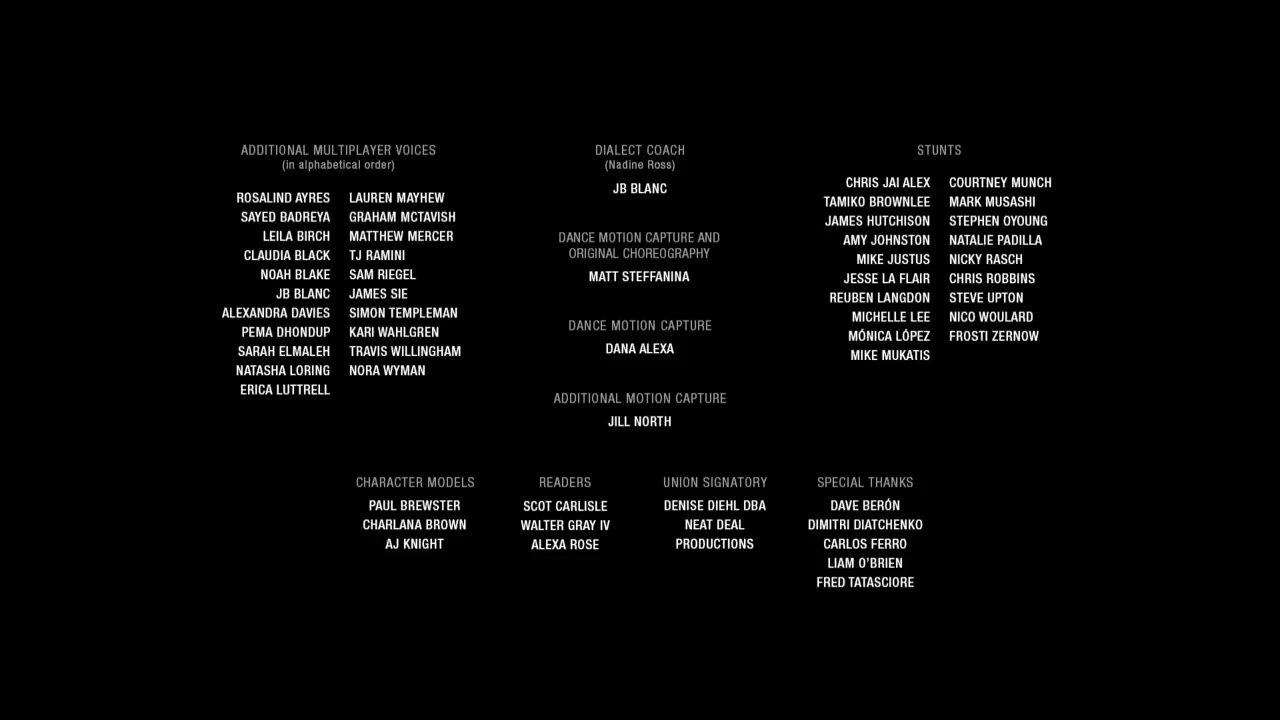 ADDITIONAL MULTIPLAYER VOICES
(in alphabetical order)
ROSALIND AYRES
SAYED BADREYA
LEILA BIRCH
CLAUDIA BLACK
NOAH BLAKE
JB BLANC
ALEXANDRA DAVIES
PEMA DHONDUP
SARAH ELMALEH
NATASHA LORING
ERICA LUTTRELL
LAUREN MAYHEW
GRAHAM MCTAVISH
MATTHEW MERCER
TJ RAMINI
SAM RIEGEL
JAMES SIE
SIMON TEMPLEMAN
KARI WAHLGREN
TRAVIS WILLINGHAM
NORA WYMAN
DIALECT COACH
(Nadine Ross)
JB BLANC
DANCE MOTION CAPTURE AND
ORIGINAL CHOREOGRAPHY
MATT STEFFANINA
DANCE MOTION CAPTURE
DANA ALEXA
ADDITIONAL MOTION CAPTURE
JILL NORTH
STUNTS
CHRIS JAI ALEX
TAMIKO BROWNLEE
JAMES HUTCHISON
AMY JOHNSTON
MIKE JUSTUS
JESSE LA FLAIR
REUBEN LANGDON
MICHELLE LEE
MÓNICA LÓPEZ
MIKE MUKATIS
COURTNEY MUNCH
MARK MUSASHI
STEPHEN OYOUNG
NATALIE PADILLA
NICKY RASCH
CHRIS ROBBINS
STEVE UPTON
NICO WOULARD
FROSTI ZERNOW
CHARACTER MODELS
PAUL BREWSTER
CHARLANA BROWN
AJ KNIGHT
READERS
SCOT CARLISLE
WALTER GRAY IV
ALEXA ROSE
UNION SIGNATORY
DENISE DIEHL DBA
NEAT DEAL
PRODUCTIONS
SPECIAL THANKS
DAVE BERÓN
DIMITRI DIATCHENKO
CARLOS FERRO
LIAM O'BRIEN
FRED TATASCIORE